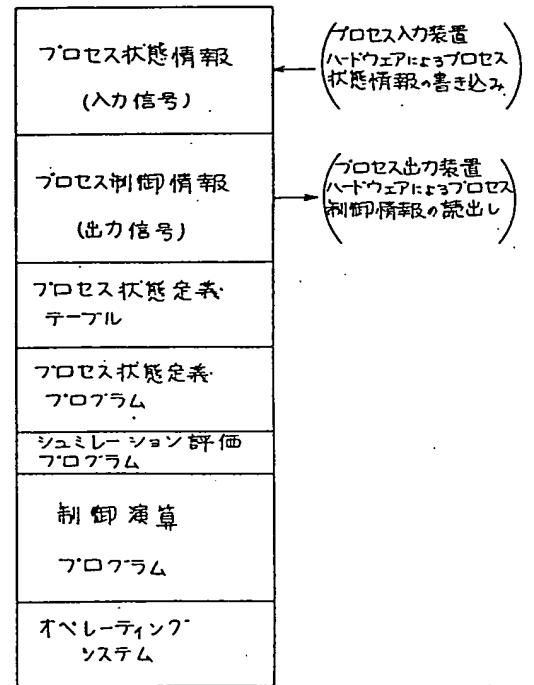 プロセス状態情報
(入力信号)
プロセス入力装置
ハードウェアによるプロセス
状態情報の書き込み
プロセス制御情報
(出力信号)
プロセス出力装置
ハードウェアによるプロセス
制御情報の読出し
プロセス状態定義
テーブル
プロセス状態定義
プログラム
シュミレーション評価
プログラム
制御演算
プログラム
オペレーティング
システム